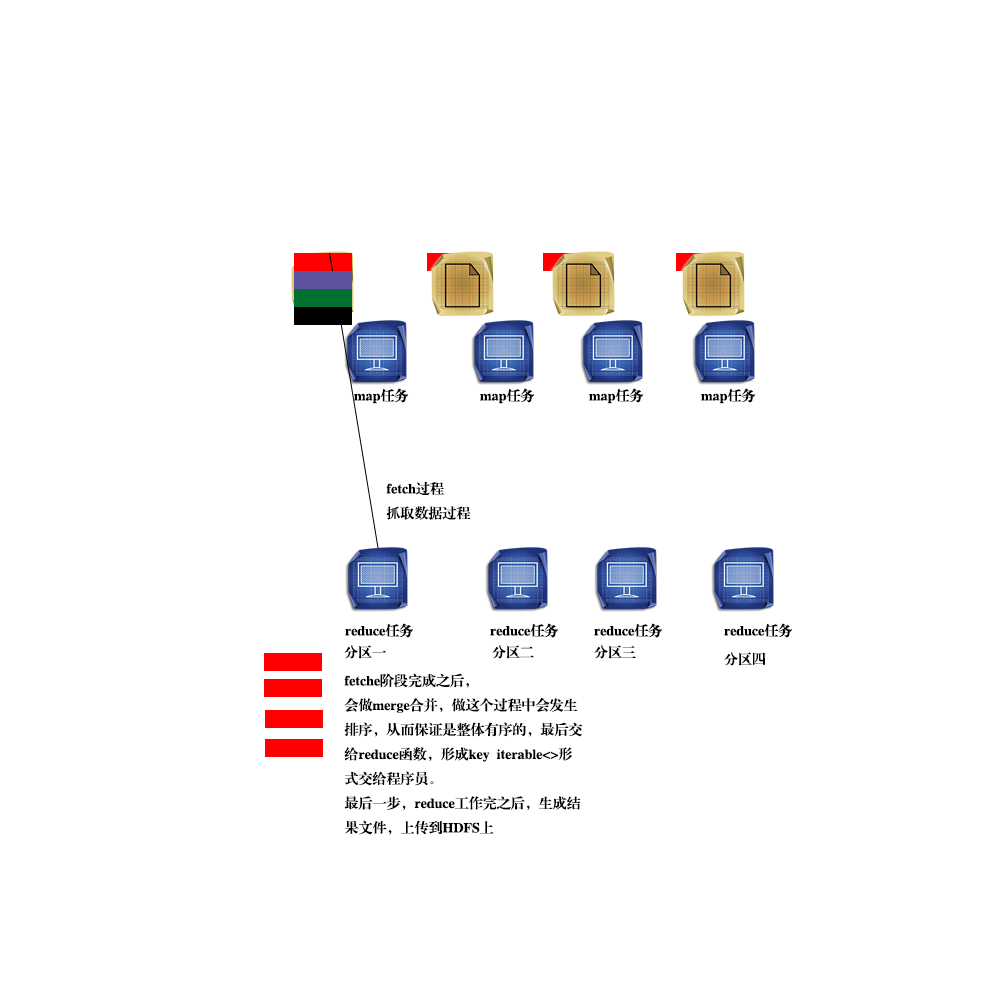 map任务
map任务
map任务
map任务
fetch过程
抓取数据过程
reduce任务
分区一
reduce任务
分区二
reduce任务
分区三
reduce任务
分区四
fetche阶段完成之后，
会做merge合并，做这个过程中会发生
排序，从而保证是整体有序的，最后交
给reduce函数，形成key iterable<>形
式交给程序员。
最后一步，reduce工作完之后，生成结
果文件，上传到HDFS上